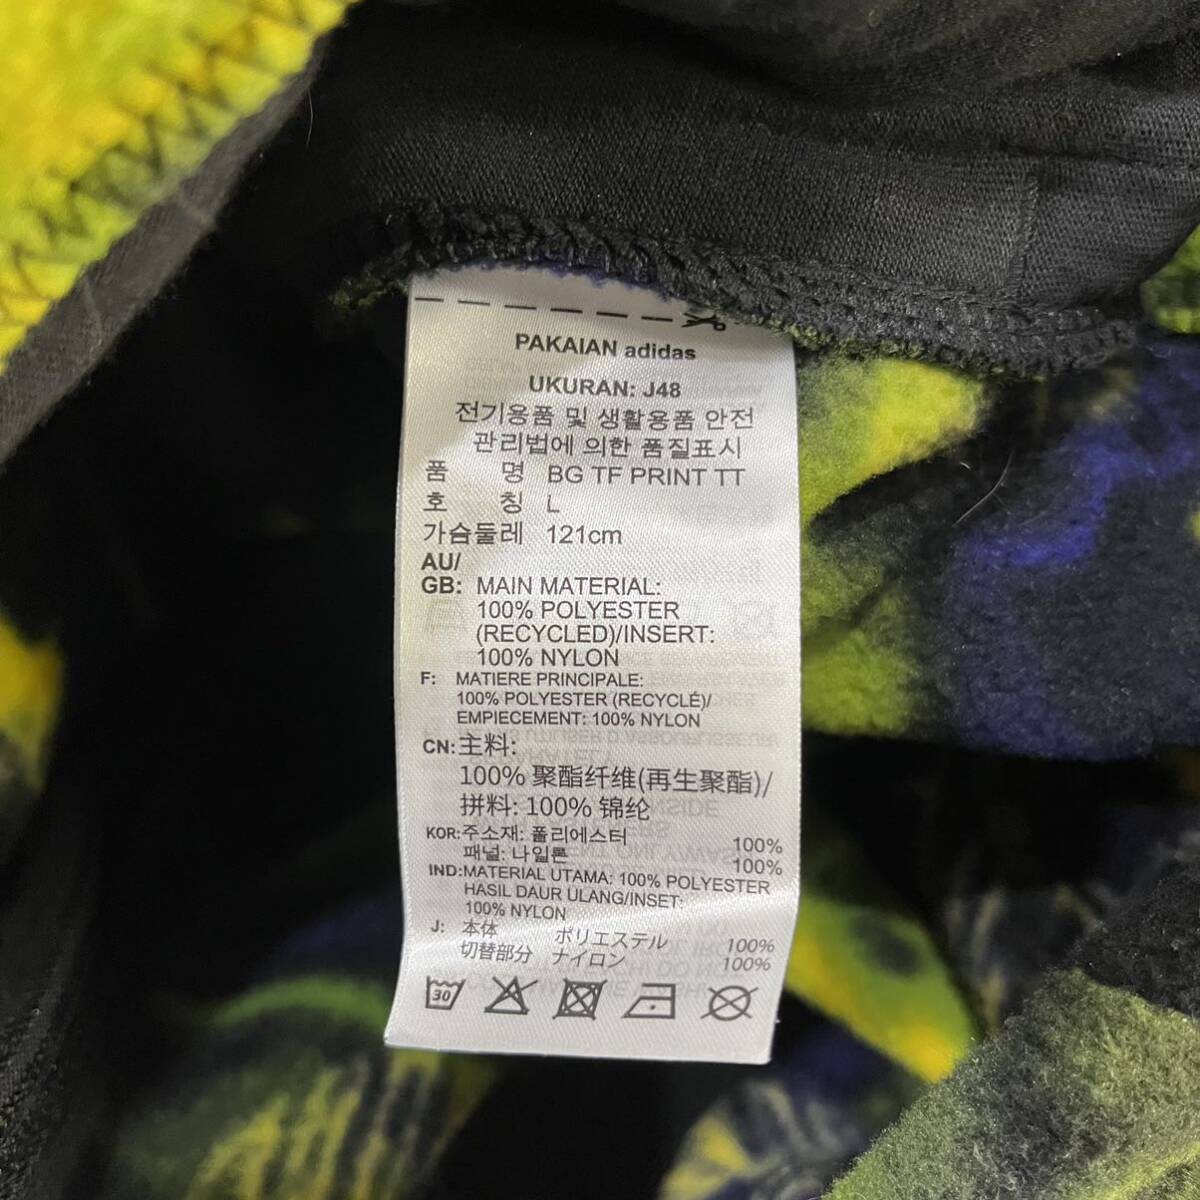 PAKAIAN adidas
UKURAN: J48
전기용품 및 생활용품 안전
관리법에 의한 품질표시
품 명 BG TF PRINT TT
호 칭 L
가슴둘레 121cm
AU/
GB: MAIN MATERIAL:
100% POLYESTER
(RECYCLED)/INSERT:
100% NYLON
F: MATIERE PRINCIPALE:
100% POLYESTER (RECYCLÉ)/
EMPIECEMENT: 100% NYLON
CN: 主料:
100% 聚酯纤维(再生聚酯)/
拼料: 100% 锦纶
KOR: 주소재: 폴리에스터 100%
패널: 나일론 100%
IND: MATERIAL UTAMA: 100% POLYESTER
HASIL DAUR ULANG/INSET:
100% NYLON
J: 本体 ポリエステル 100%
切替部分 ナイロン 100%
30